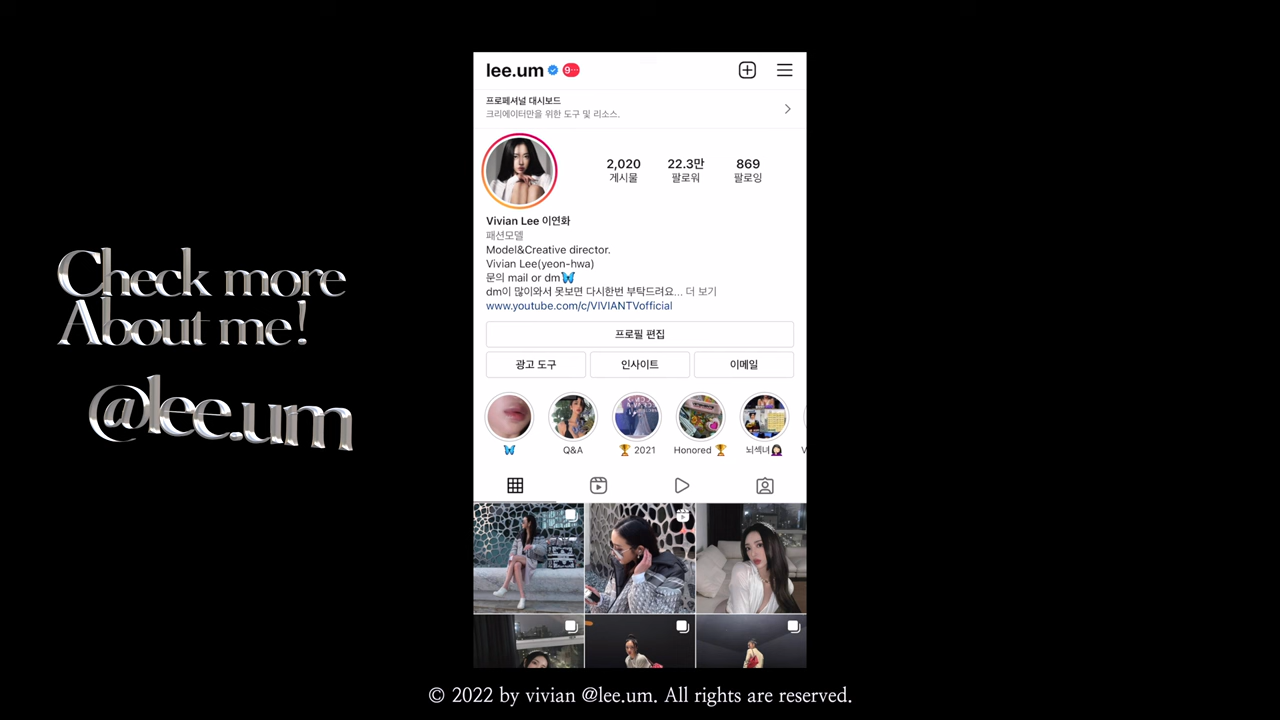 lee.um 9...
프로페셔널 대시보드
크리에이터만을 위한 도구 및 리소스.
2,020 22.3만 869
게시물 팔로워 팔로잉
Vivian Lee 이연화
패션모델
Model&Creative director.
Vivian Lee(yeon-hwa)
문의 mail or dm🦋
dm이 많이와서 못보면 다시한번 부탁드려요... 더 보기
www.youtube.com/c/VIVIANTVofficial
프로필 편집
광고 도구 인사이트 이메일
🦋 Q&A 🏆 2021 Honored 🏆 뇌섹녀🤦🏻‍♀️ V
Check more
About me!
@lee.um
© 2022 by vivian @lee.um. All rights are reserved.